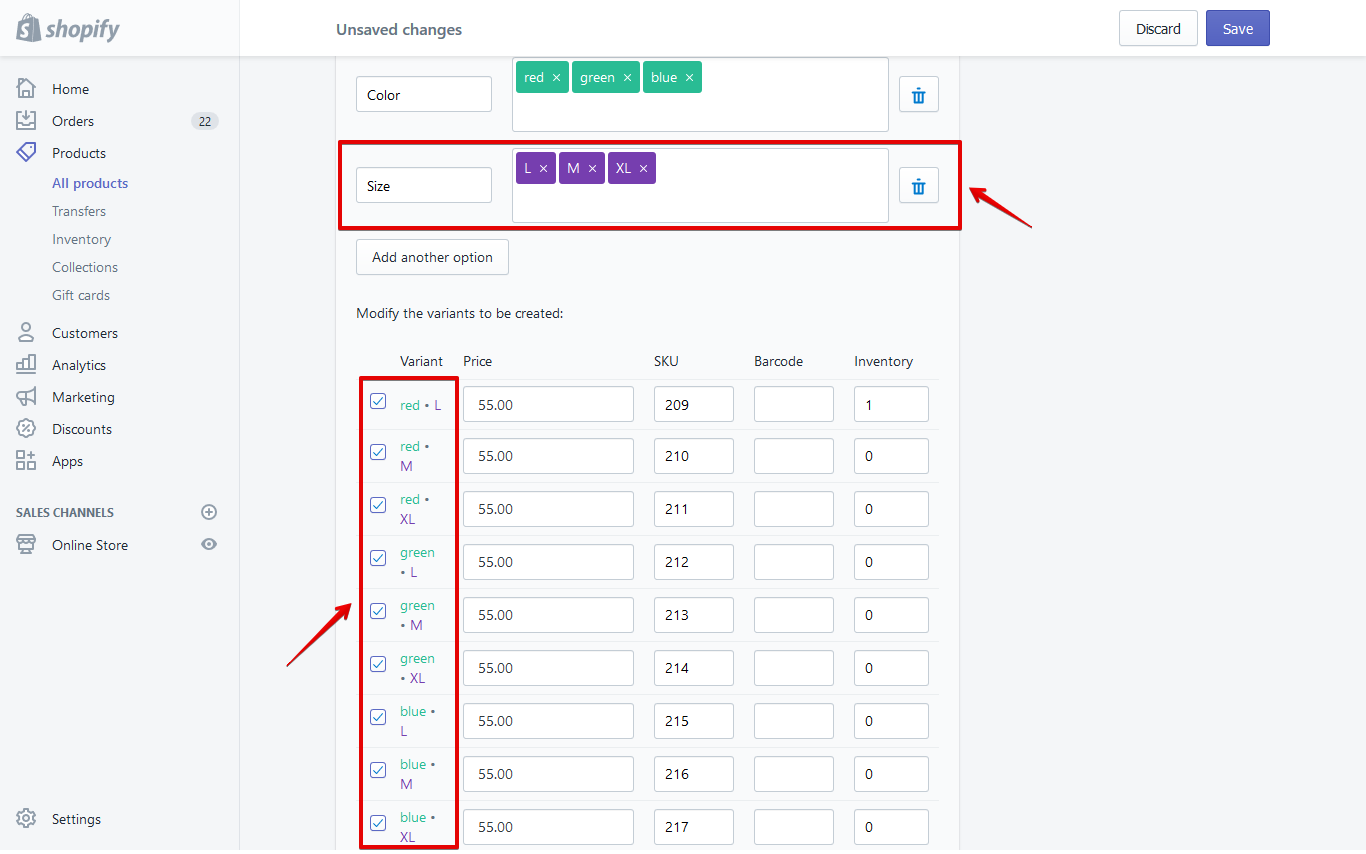 shopify
Unsaved changes
Discard
Save
Home
Orders
22
Products
All products
Transfers
Inventory
Collections
Gift cards
Customers
Analytics
Marketing
Discounts
Apps
SALES CHANNELS
Online Store
Settings
Color
red ×
green ×
blue ×
Size
L ×
M ×
XL ×
Add another option
Modify the variants to be created:
Variant Price SKU Barcode Inventory
red • L 55.00 209 1
red •
M 55.00 210 0
red •
XL 55.00 211 0
green
• L 55.00 212 0
green
• M 55.00 213 0
green
• XL 55.00 214 0
blue •
L 55.00 215 0
blue •
M 55.00 216 0
blue •
XL 55.00 217 0